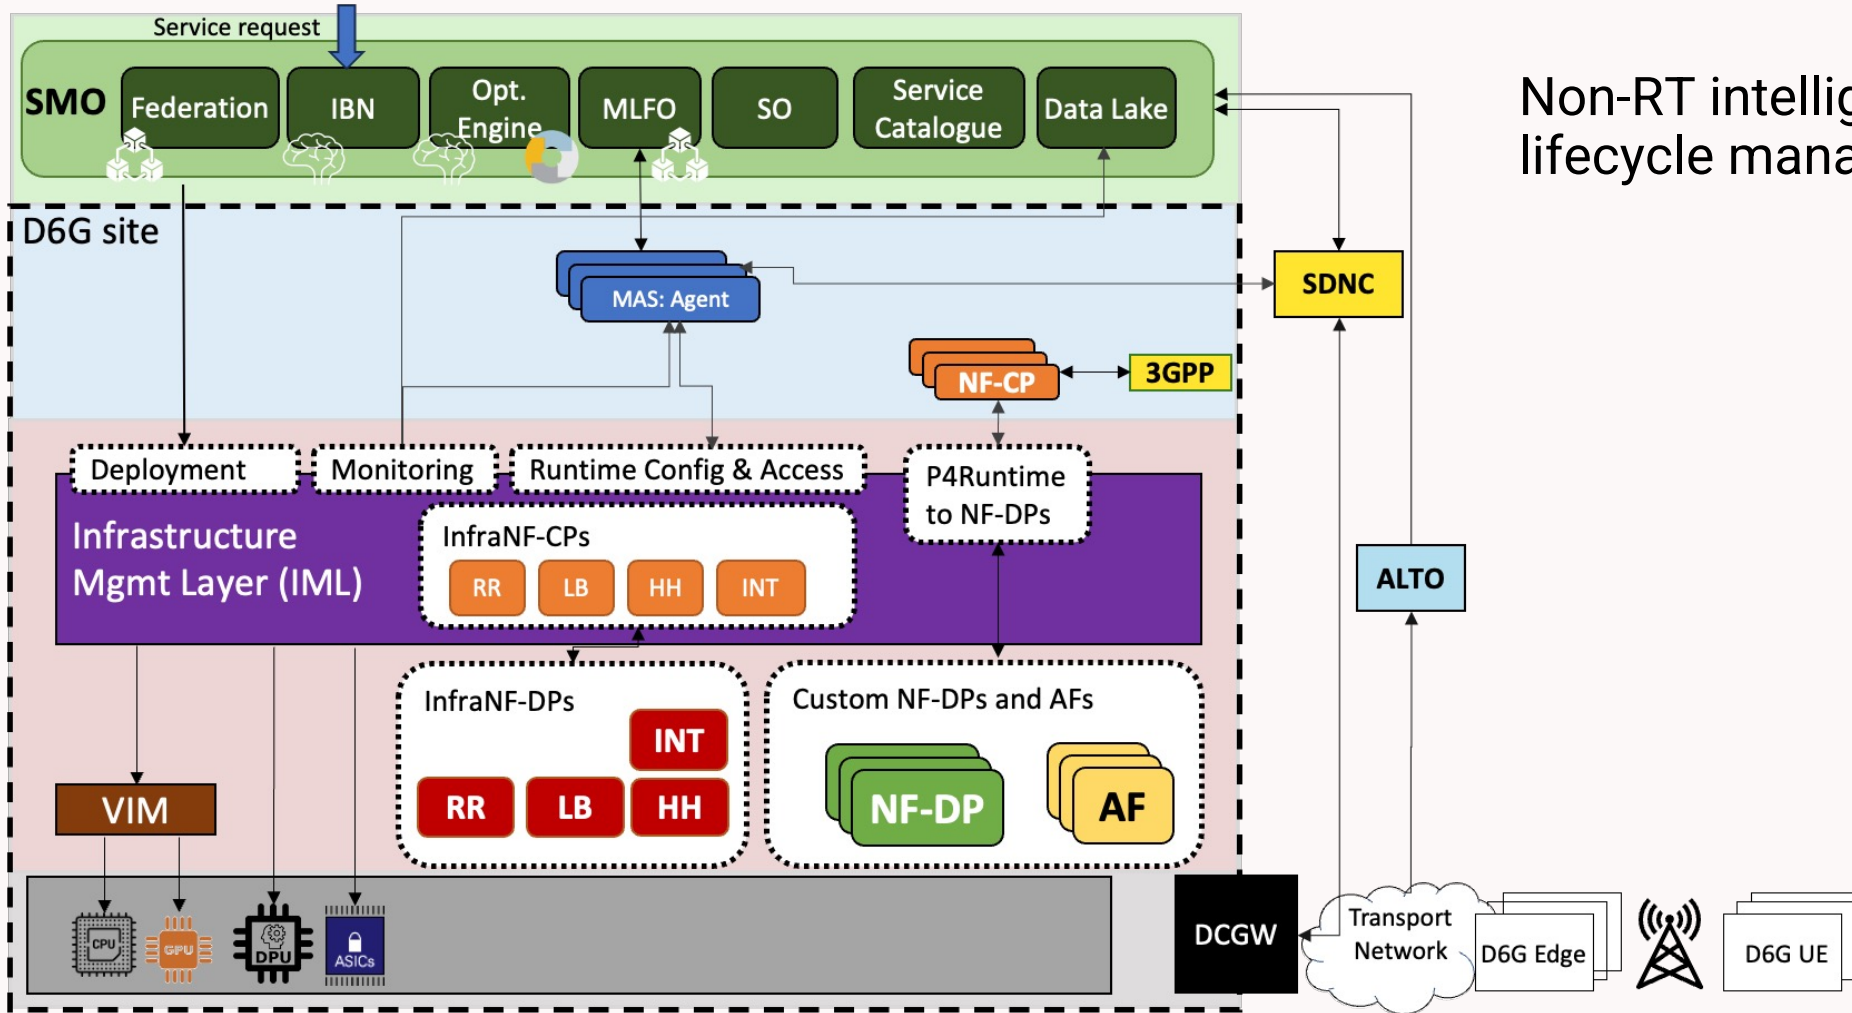 Service request
SMO
Federation
IBN
Opt.
Engine
MLFO
SO
Service
Catalogue
Data Lake
Non-RT intellig
lifecycle mana
D6G site
MAS: Agent
SDNC
NF-CP
3GPP
Deployment
Monitoring
Runtime Config & Access
P4Runtime
to NF-DPs
Infrastructure
Mgmt Layer (IML)
InfraNF-CPs
RR
LB
HH
INT
ALTO
InfraNF-DPs
INT
RR
LB
HH
Custom NF-DPs and AFs
NF-DP
AF
VIM
CPU
GPU
DPU
ASICs
DCGW
Transport
Network
D6G Edge
D6G UE